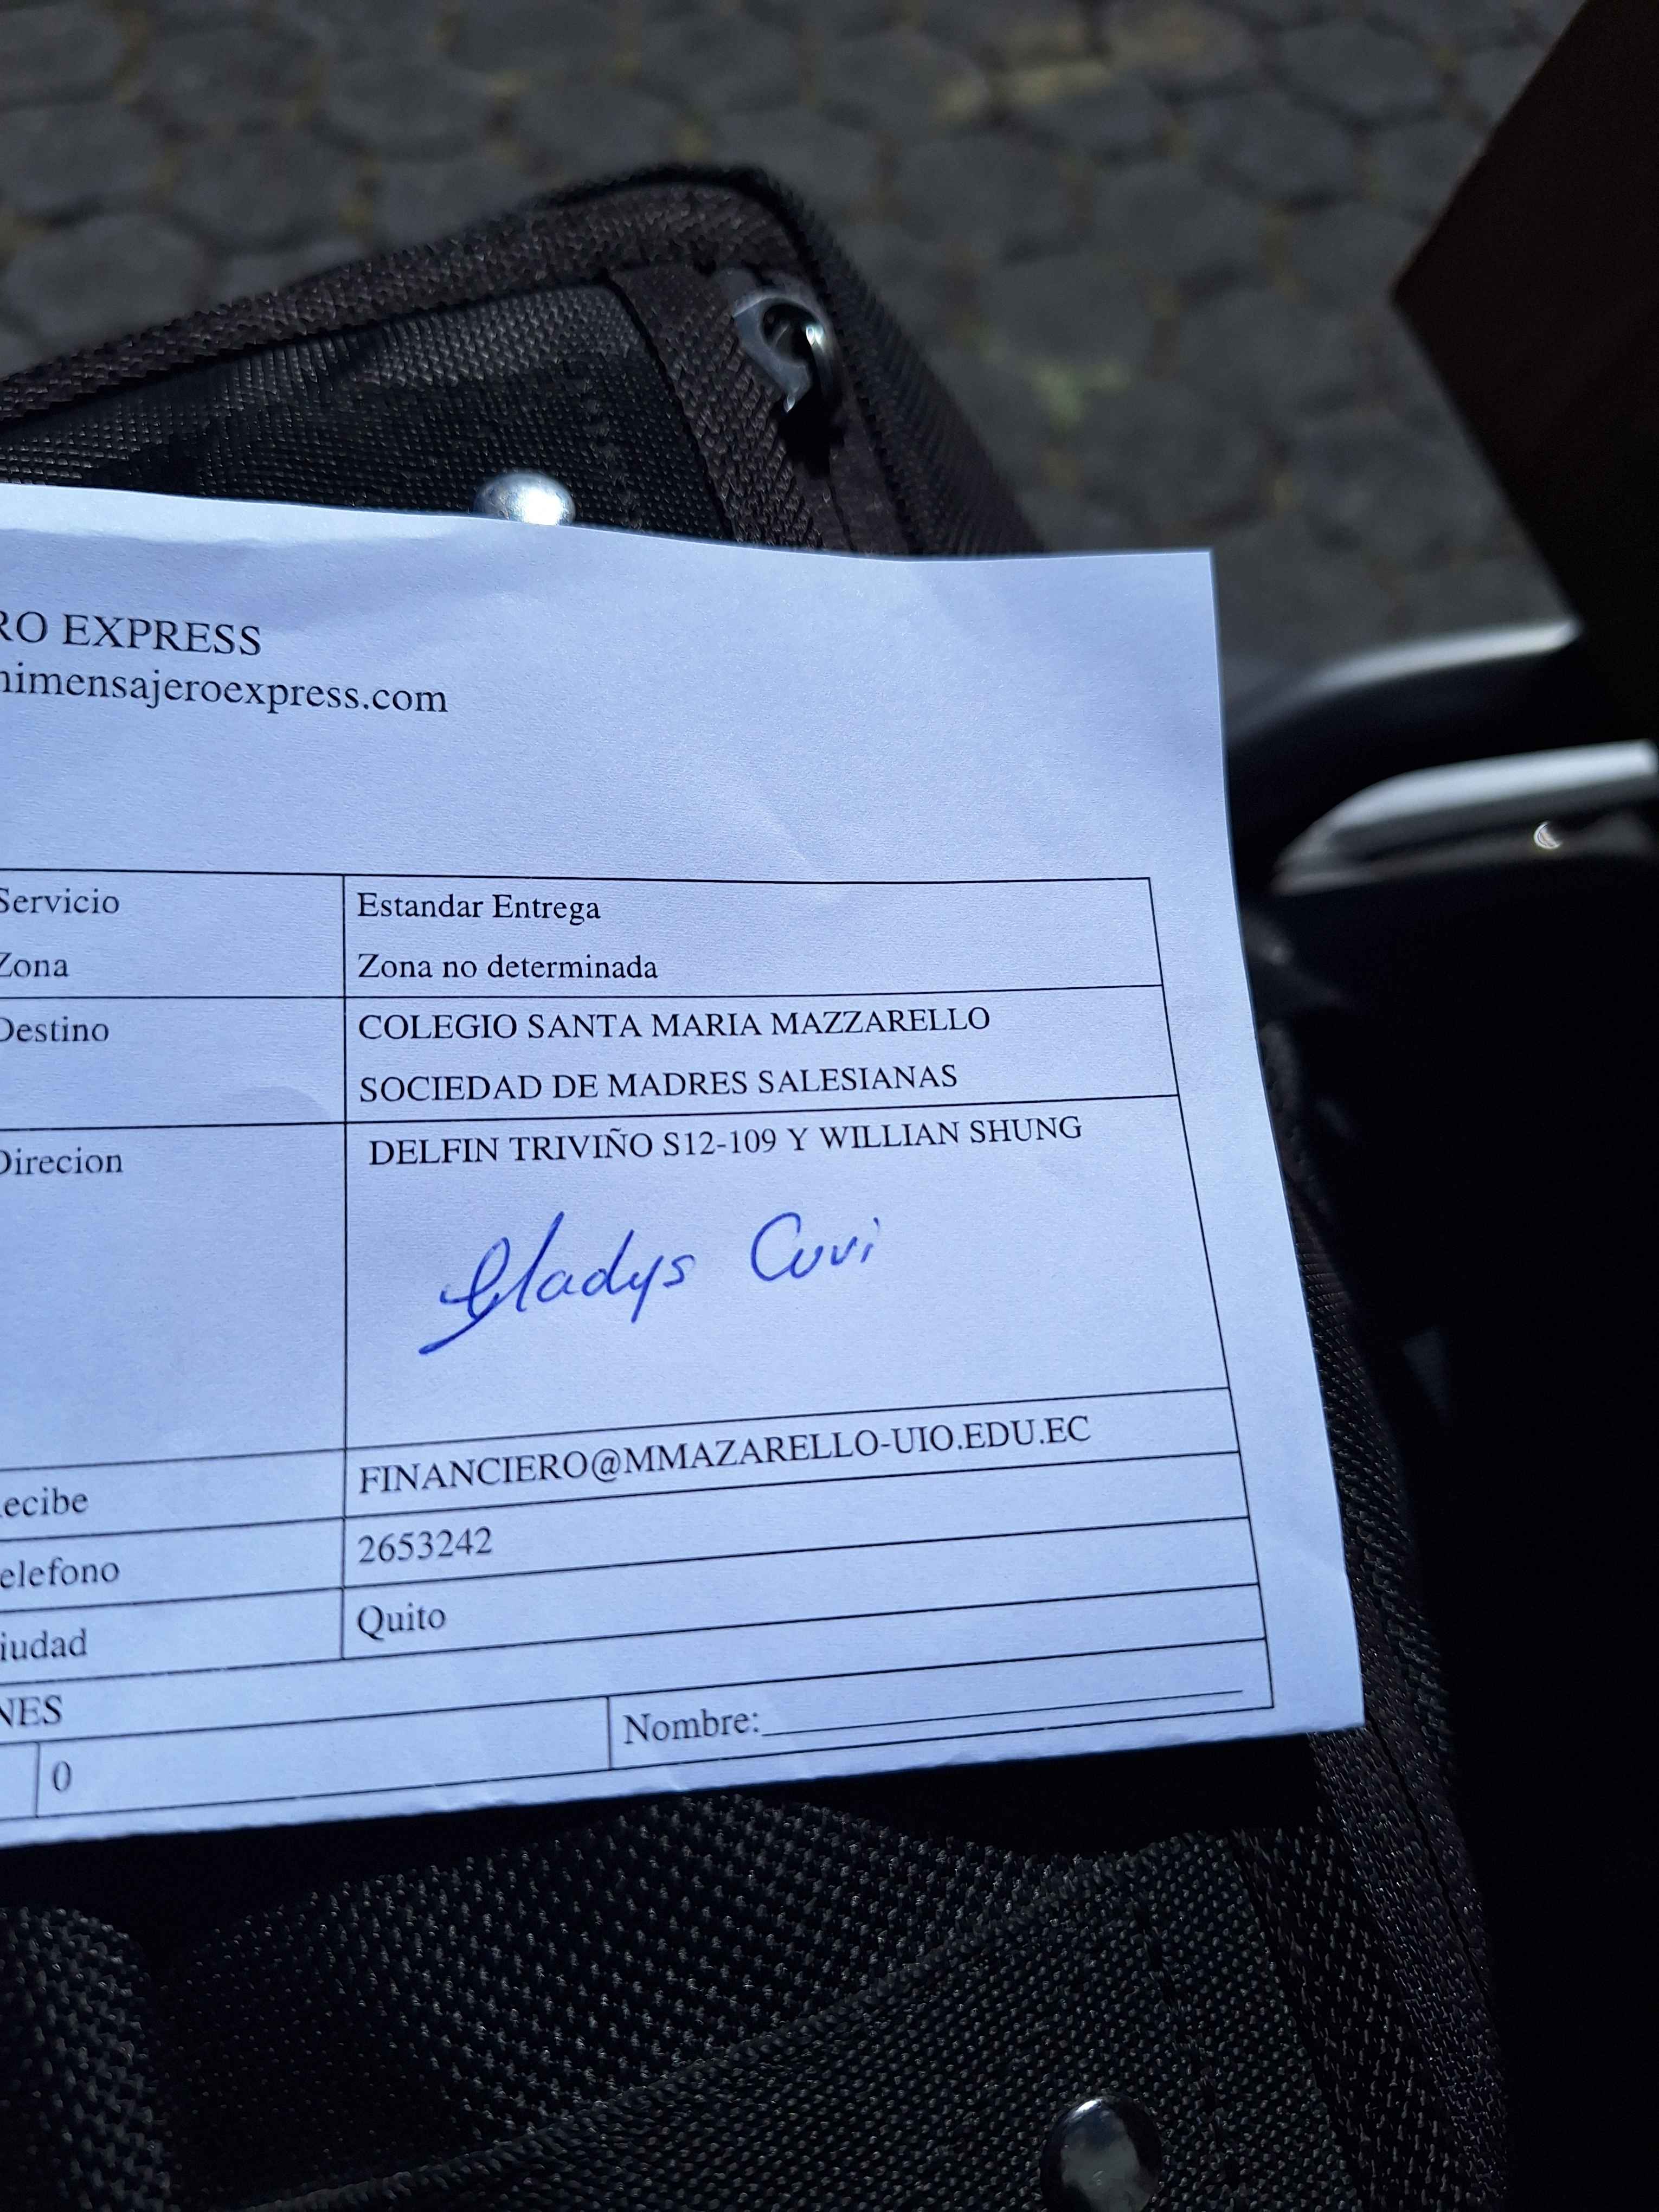 RO EXPRESS
nimensajeroexpress.com
Servicio Estandar Entrega
Zona Zona no determinada
Destino COLEGIO SANTA MARIA MAZZARELLO
SOCIEDAD DE MADRES SALESIANAS
Direcion DELFIN TRIVIÑO S12-109 Y WILLIAN SHUNG
Gladys Cuvi
ecibe FINANCIERO@MMAZARELLO-UIO.EDU.EC
elefono 2653242
iudad Quito
NES
0 Nombre: